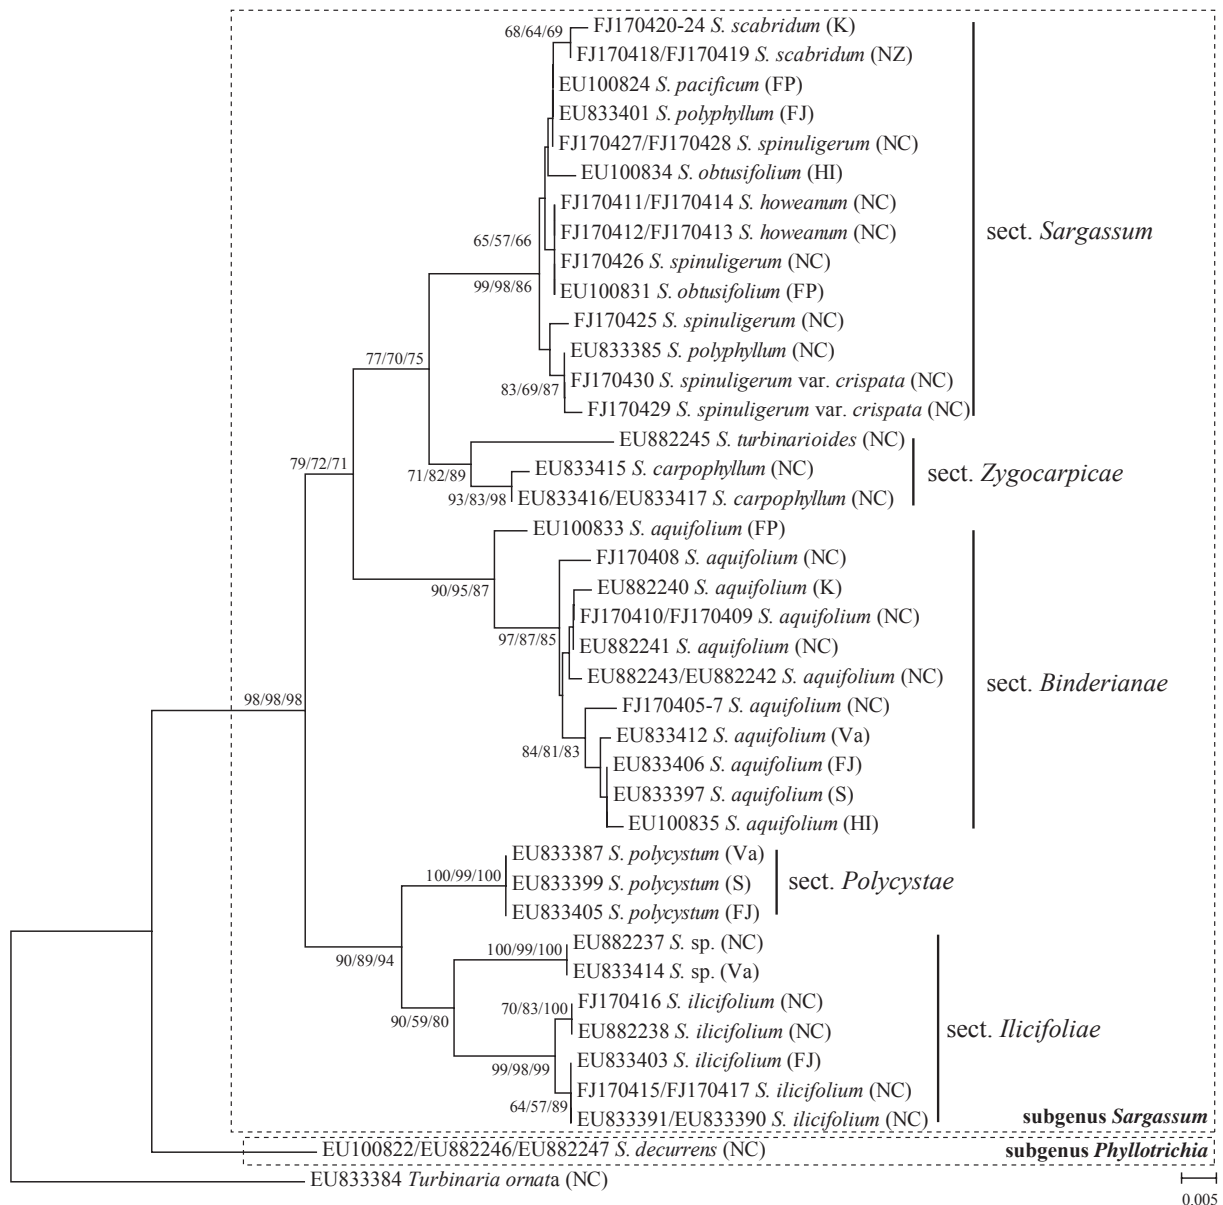 68/64/69
FJ170420-24 S. scabridum (K)
FJ170418/FJ170419 S. scabridum (NZ)
EU100824 S. pacificum (FP)
EU833401 S. polyphyllum (FJ)
FJ170427/FJ170428 S. spinuligerum (NC)
EU100834 S. obtusifolium (HI)
FJ170411/FJ170414 S. howeanum (NC)
65/57/66
FJ170412/FJ170413 S. howeanum (NC)
sect. Sargassum
FJ170426 S. spinuligerum (NC)
99/98/86
EU100831 S. obtusifolium (FP)
FJ170425 S. spinuligerum (NC)
77/70/75
EU833385 S. polyphyllum (NC)
FJ170430 S. spinuligerum var. crispata (NC)
83/69/87
FJ170429 S. spinuligerum var. crispata (NC)
EU882245 S. turbinarioides (NC)
79/72/71
71/82/89
EU833415 S. carpophyllum (NC)
sect. Zygocarpicae
93/83/98
EU833416/EU833417 S. carpophyllum (NC)
EU100833 S. aquifolium (FP)
FJ170408 S. aquifolium (NC)
90/95/87
EU882240 S. aquifolium (K)
FJ170410/FJ170409 S. aquifolium (NC)
97/87/85
EU882241 S. aquifolium (NC)
EU882243/EU882242 S. aquifolium (NC)
sect. Binderianae
98/98/98
FJ170405-7 S. aquifolium (NC)
EU833412 S. aquifolium (Va)
84/81/83
EU833406 S. aquifolium (FJ)
EU833397 S. aquifolium (S)
EU100835 S. aquifolium (HI)
EU833387 S. polycystum (Va)
100/99/100
EU833399 S. polycystum (S)
sect. Polycystae
EU833405 S. polycystum (FJ)
EU882237 S. sp. (NC)
100/99/100
90/89/94
EU833414 S. sp. (Va)
FJ170416 S. ilicifolium (NC)
70/83/100
90/59/80
EU882238 S. ilicifolium (NC)
sect. Ilicifoliae
EU833403 S. ilicifolium (FJ)
99/98/99
FJ170415/FJ170417 S. ilicifolium (NC)
64/57/89
EU833391/EU833390 S. ilicifolium (NC)
subgenus Sargassum
EU100822/EU882246/EU882247 S. decurrens (NC)
subgenus Phyllotrichia
EU833384 Turbinaria ornata (NC)
0.005